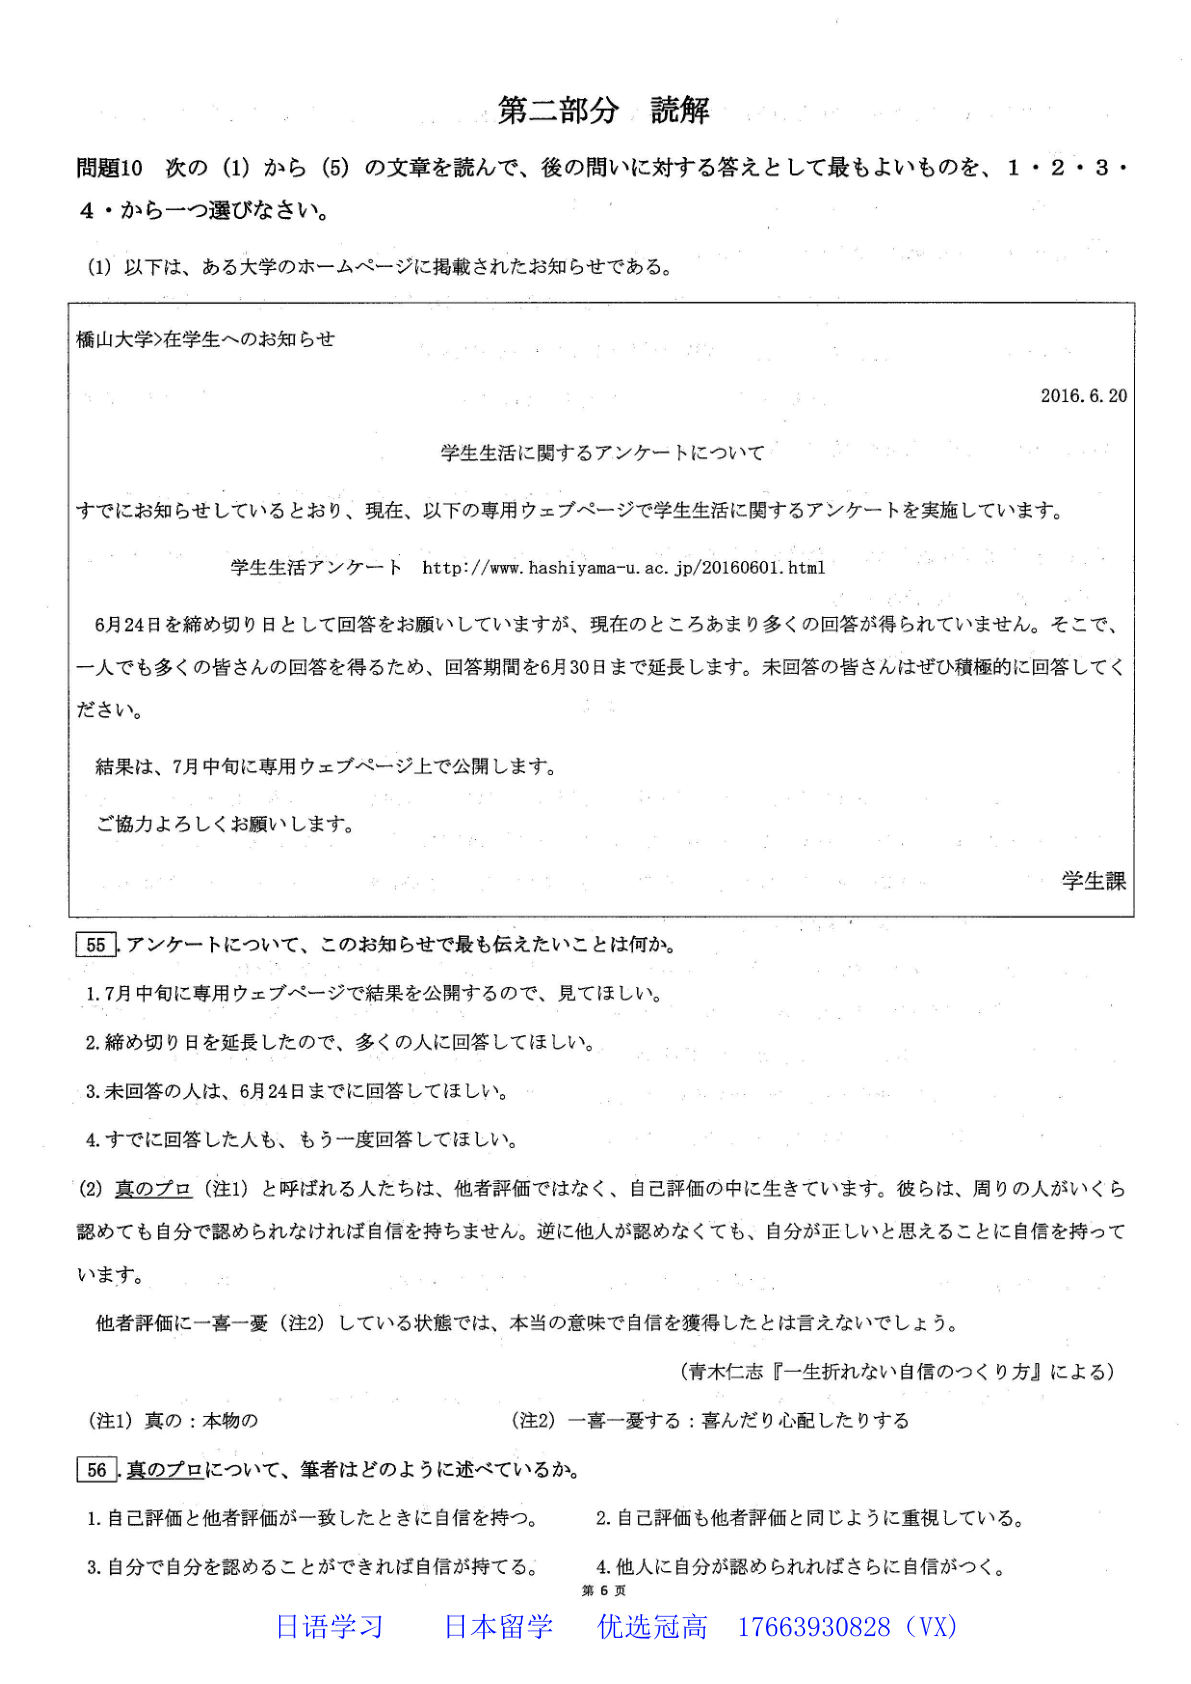 第二部分　読解
問題10　次の（1）から（5）の文章を読んで、後の問いに対する答えとして最もよいものを、１・２・３・
４・から一つ選びなさい。
（1）以下は、ある大学のホームページに掲載されたお知らせである。
橋山大学>在学生へのお知らせ
2016.6.20
学生生活に関するアンケートについて
すでにお知らせしているとおり、現在、以下の専用ウェブページで学生生活に関するアンケートを実施しています。
学生生活アンケート　http://www.hashiyama-u.ac.jp/20160601.html
6月24日を締め切り日として回答をお願いしていますが、現在のところあまり多くの回答が得られていません。そこで、
一人でも多くの皆さんの回答を得るため、回答期間を6月30日まで延長します。未回答の皆さんはぜひ積極的に回答してく
ださい。
結果は、7月中旬に専用ウェブページ上で公開します。
ご協力よろしくお願いします。
学生課
55.アンケートについて、このお知らせで最も伝えたいことは何か。
1.7月中旬に専用ウェブページで結果を公開するので、見てほしい。
2.締め切り日を延長したので、多くの人に回答してほしい。
3.未回答の人は、6月24日までに回答してほしい。
4.すでに回答した人も、もう一度回答してほしい。
（2）真のプロ（注1）と呼ばれる人たちは、他者評価ではなく、自己評価の中に生きています。彼らは、周りの人がいくら
認めても自分で認められなければ自信を持ちません。逆に他人が認めなくても、自分が正しいと思えることに自信を持って
います。
他者評価に一喜一憂（注2）している状態では、本当の意味で自信を獲得したとは言えないでしょう。
（青木仁志『一生折れない自信のつくり方』による）
（注1）真の：本物の　（注2）一喜一憂する：喜んだり心配したりする
56.真のプロについて、筆者はどのように述べているか。
1.自己評価と他者評価が一致したときに自信を持つ。　2.自己評価も他者評価と同じように重視している。
3.自分で自分を認めることができれば自信が持てる。　4.他人に自分が認められればさらに自信がつく。
第 6 页
日语学习　日本留学　优选冠高　17663930828（VX）